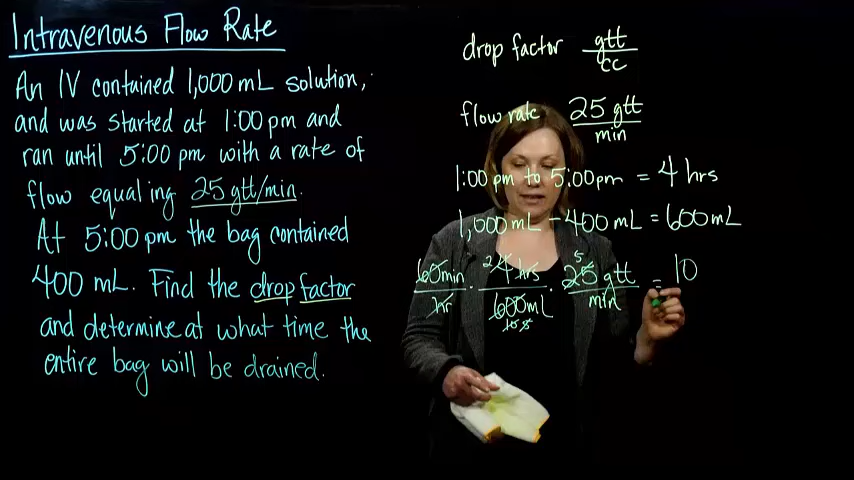 Intravenous Flow Rate
An IV contained 1,000 mL solution,
and was started at 1:00 pm and
ran until 5:00 pm with a rate of
flow equaling 25 gtt/min.
At 5:00 pm the bag contained
400 mL. Find the drop factor
and determine at what time the
entire bag will be drained.
drop factor gtt/cc
flow rate 25 gtt/min
1:00 pm to 5:00 pm = 4 hrs
1,000 mL - 400 mL = 600 mL
60 min/hr · 4 hrs/600 mL · 25 gtt/min = 10
2 5
10 5